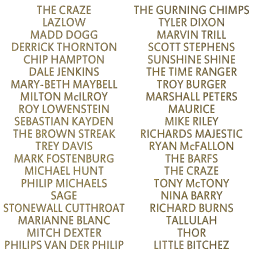 THE CRAZE
LAZLOW
MADD DOGG
DERRICK THORNTON
CHIP HAMPTON
DALE JENKINS
MARY-BETH MAYBELL
MILTON McILROY
ROY LOWENSTEIN
SEBASTIAN KAYDEN
THE BROWN STREAK
TREY DAVIS
MARK FOSTENBURG
MICHAEL HUNT
PHILIP MICHAELS
SAGE
STONEWALL CUTTHROAT
MARIANNE BLANC
MITCH DEXTER
PHILIPS VAN DER PHILIP
THE GURNING CHIMPS
TYLER DIXON
MARVIN TRILL
SCOTT STEPHENS
SUNSHINE SHINE
THE TIME RANGER
TROY BURGER
MARSHALL PETERS
MAURICE
MIKE RILEY
RICHARDS MAJESTIC
RYAN McFALLON
THE BARFS
THE CRAZE
TONY McTONY
NINA BARRY
RICHARD BURNS
TALLULAH
THOR
LITTLE BITCHEZ